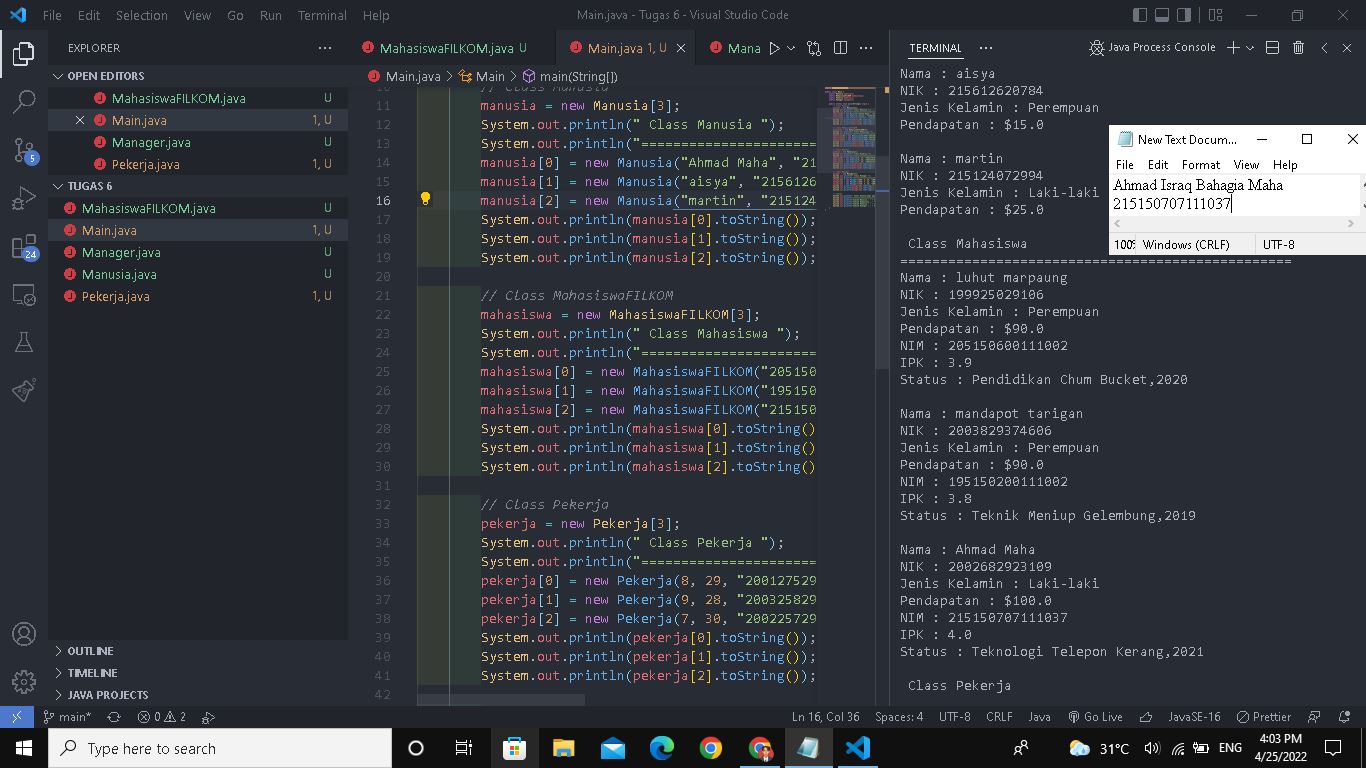 File Edit Selection View Go Run Terminal Help
Main.java - Tugas 6 - Visual Studio Code
EXPLORER
OPEN EDITORS
MahasiswaFILKOM.java U
Main.java 1, U
Manager.java U
Pekerja.java 1, U
TUGAS 6
MahasiswaFILKOM.java U
Main.java 1, U
Manager.java U
Manusia.java U
Pekerja.java 1, U
OUTLINE
TIMELINE
JAVA PROJECTS
5
24
MahasiswaFILKOM.java U
Main.java 1, U
Mana
Main.java > Main > main(String[])
10 // Class Manusia
11 manusia = new Manusia[3];
12 System.out.println(" Class Manusia ");
13 System.out.println("======================
14 manusia[0] = new Manusia("Ahmad Maha", "21
15 manusia[1] = new Manusia("aisya", "2156126
16 manusia[2] = new Manusia("martin", "215124
17 System.out.println(manusia[0].toString());
18 System.out.println(manusia[1].toString());
19 System.out.println(manusia[2].toString());
20
21 // Class MahasiswaFILKOM
22 mahasiswa = new MahasiswaFILKOM[3];
23 System.out.println(" Class Mahasiswa ");
24 System.out.println("======================
25 mahasiswa[0] = new MahasiswaFILKOM("205150
26 mahasiswa[1] = new MahasiswaFILKOM("195150
27 mahasiswa[2] = new MahasiswaFILKOM("215150
28 System.out.println(mahasiswa[0].toString()
29 System.out.println(mahasiswa[1].toString()
30 System.out.println(mahasiswa[2].toString()
31
32 // Class Pekerja
33 pekerja = new Pekerja[3];
34 System.out.println(" Class Pekerja ");
35 System.out.println("======================
36 pekerja[0] = new Pekerja(8, 29, "200127529
37 pekerja[1] = new Pekerja(9, 28, "200325829
38 pekerja[2] = new Pekerja(7, 30, "200225729
39 System.out.println(pekerja[0].toString());
40 System.out.println(pekerja[1].toString());
41 System.out.println(pekerja[2].toString());
42
TERMINAL
Java Process Console
Nama : aisya
NIK : 215612620784
Jenis Kelamin : Perempuan
Pendapatan : $15.0
Nama : martin
NIK : 215124072994
Jenis Kelamin : Laki-laki
Pendapatan : $25.0
Class Mahasiswa
=================================================
Nama : luhut marpaung
NIK : 199925029106
Jenis Kelamin : Perempuan
Pendapatan : $90.0
NIM : 205150600111002
IPK : 3.9
Status : Pendidikan Chum Bucket,2020
Nama : mandapot tarigan
NIK : 2003829374606
Jenis Kelamin : Perempuan
Pendapatan : $90.0
NIM : 195150200111002
IPK : 3.8
Status : Teknik Meniup Gelembung,2019
Nama : Ahmad Maha
NIK : 2002682923109
Jenis Kelamin : Laki-laki
Pendapatan : $100.0
NIM : 215150707111037
IPK : 4.0
Status : Teknologi Telepon Kerang,2021
Class Pekerja
New Text Docum...
File Edit Format View Help
Ahmad Israq Bahagia Maha
215150707111037
100% Windows (CRLF) UTF-8
main* 0 2
Ln 16, Col 36 Spaces: 4 UTF-8 CRLF Java Go Live JavaSE-16 Prettier
Type here to search
31°C ENG
4:03 PM
4/25/2022